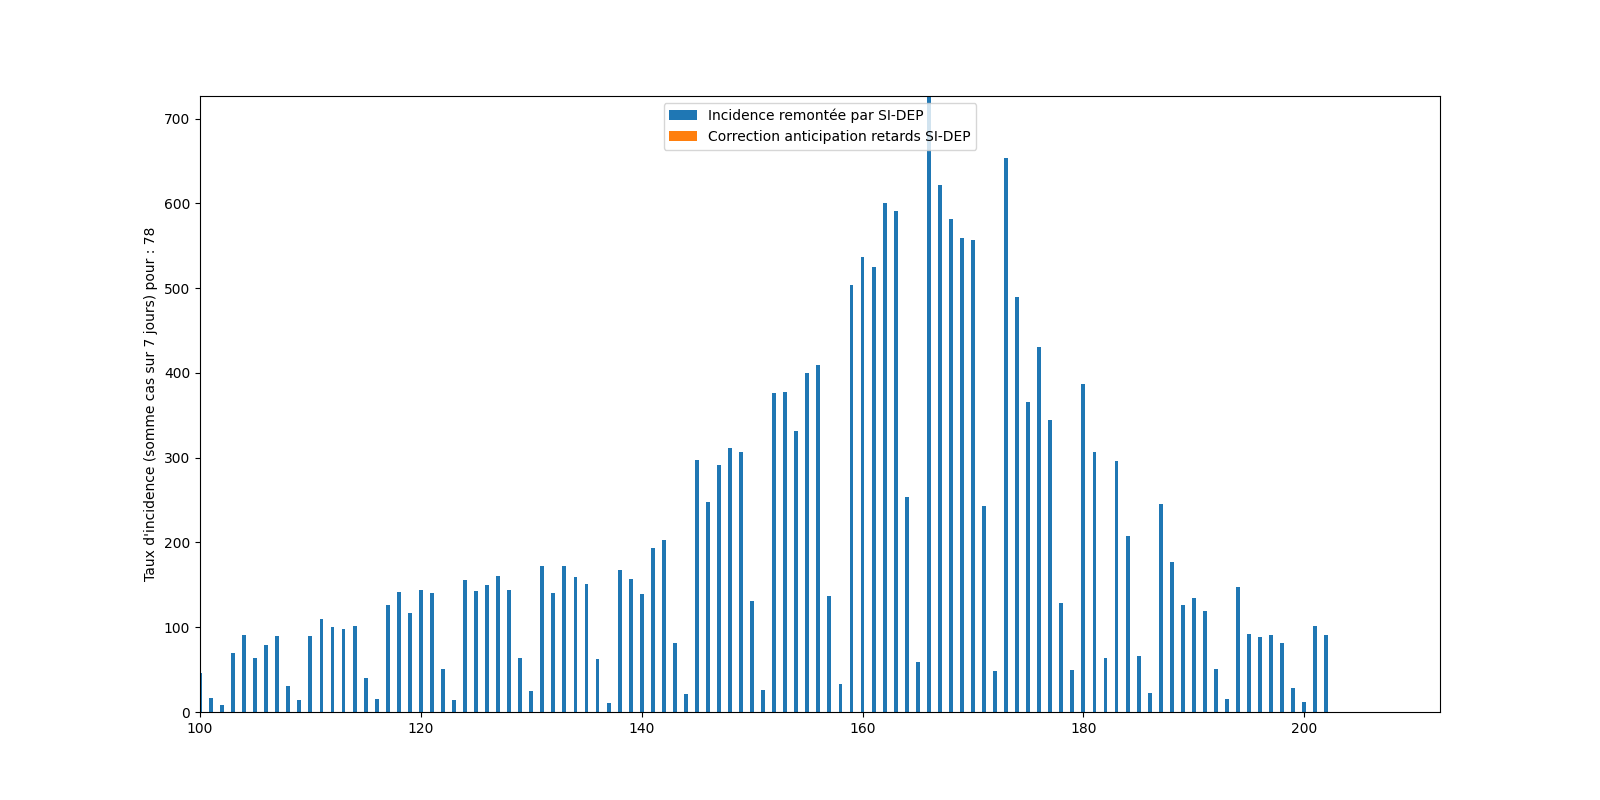 Incidence remontée par SI-DEP
Correction anticipation retards SI-DEP
Taux d'incidence (somme cas sur 7 jours) pour : 78
700
600
500
400
300
200
100
0
100 120 140 160 180 200